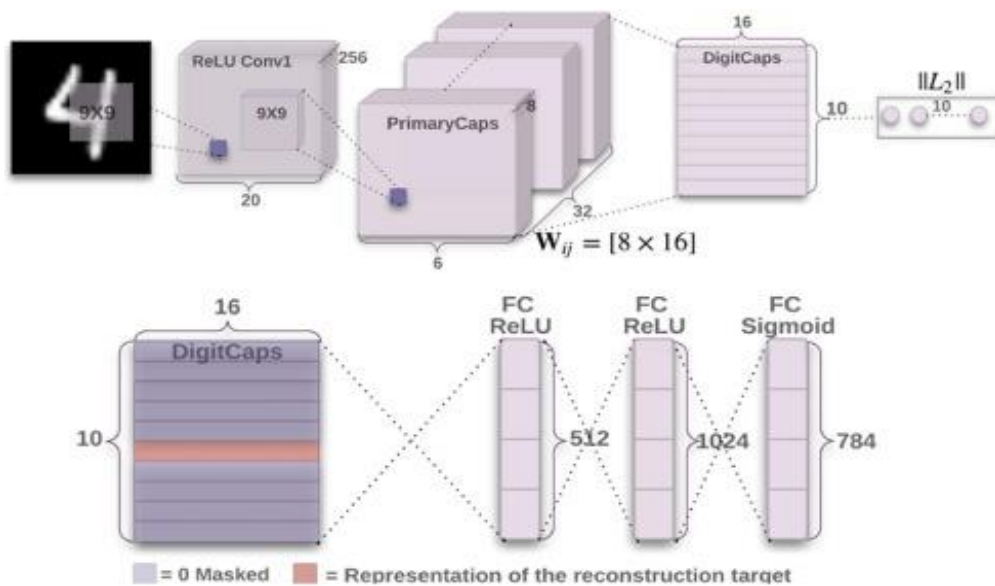 16
ReLU Conv1
256
DigitCaps
‖L₂‖
9X9
9X9
8
PrimaryCaps
10
10
20
32
6
𝐖ᵢⱼ = [8 × 16]
16
FC
ReLU
FC
ReLU
FC
Sigmoid
DigitCaps
10
512
1024
784
= 0 Masked
= Representation of the reconstruction target